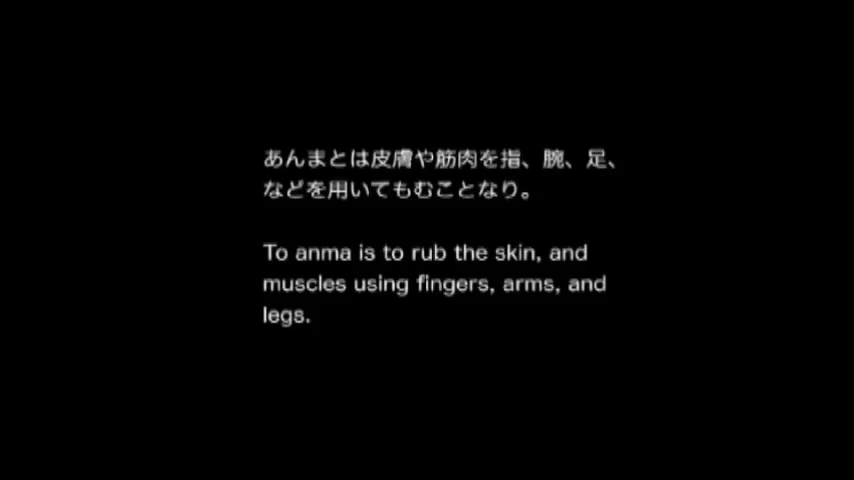 あんまとは皮膚や筋肉を指、腕、足、
などを用いてもむことなり。
To anma is to rub the skin, and
muscles using fingers, arms, and
legs.